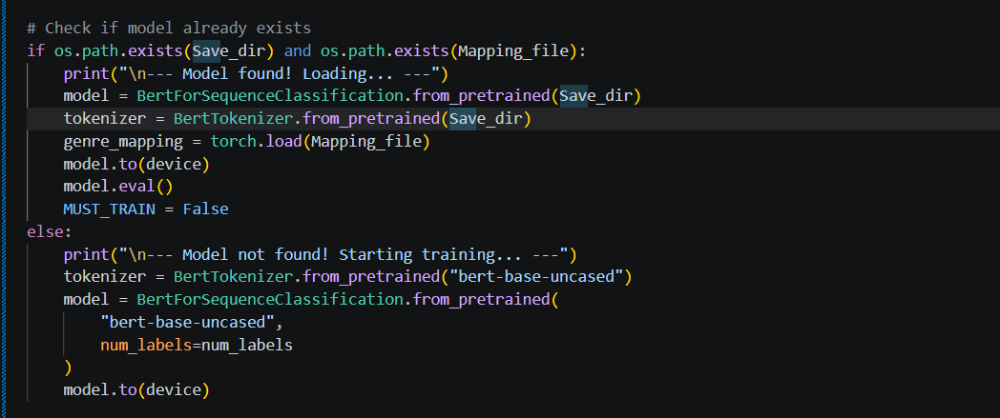 # Check if model already exists
if os.path.exists(Save_dir) and os.path.exists(Mapping_file):
    print("\n--- Model found! Loading... ---")
    model = BertForSequenceClassification.from_pretrained(Save_dir)
    tokenizer = BertTokenizer.from_pretrained(Save_dir)
    genre_mapping = torch.load(Mapping_file)
    model.to(device)
    model.eval()
    MUST_TRAIN = False
else:
    print("\n--- Model not found! Starting training... ---")
    tokenizer = BertTokenizer.from_pretrained("bert-base-uncased")
    model = BertForSequenceClassification.from_pretrained(
        "bert-base-uncased",
        num_labels=num_labels
    )
    model.to(device)